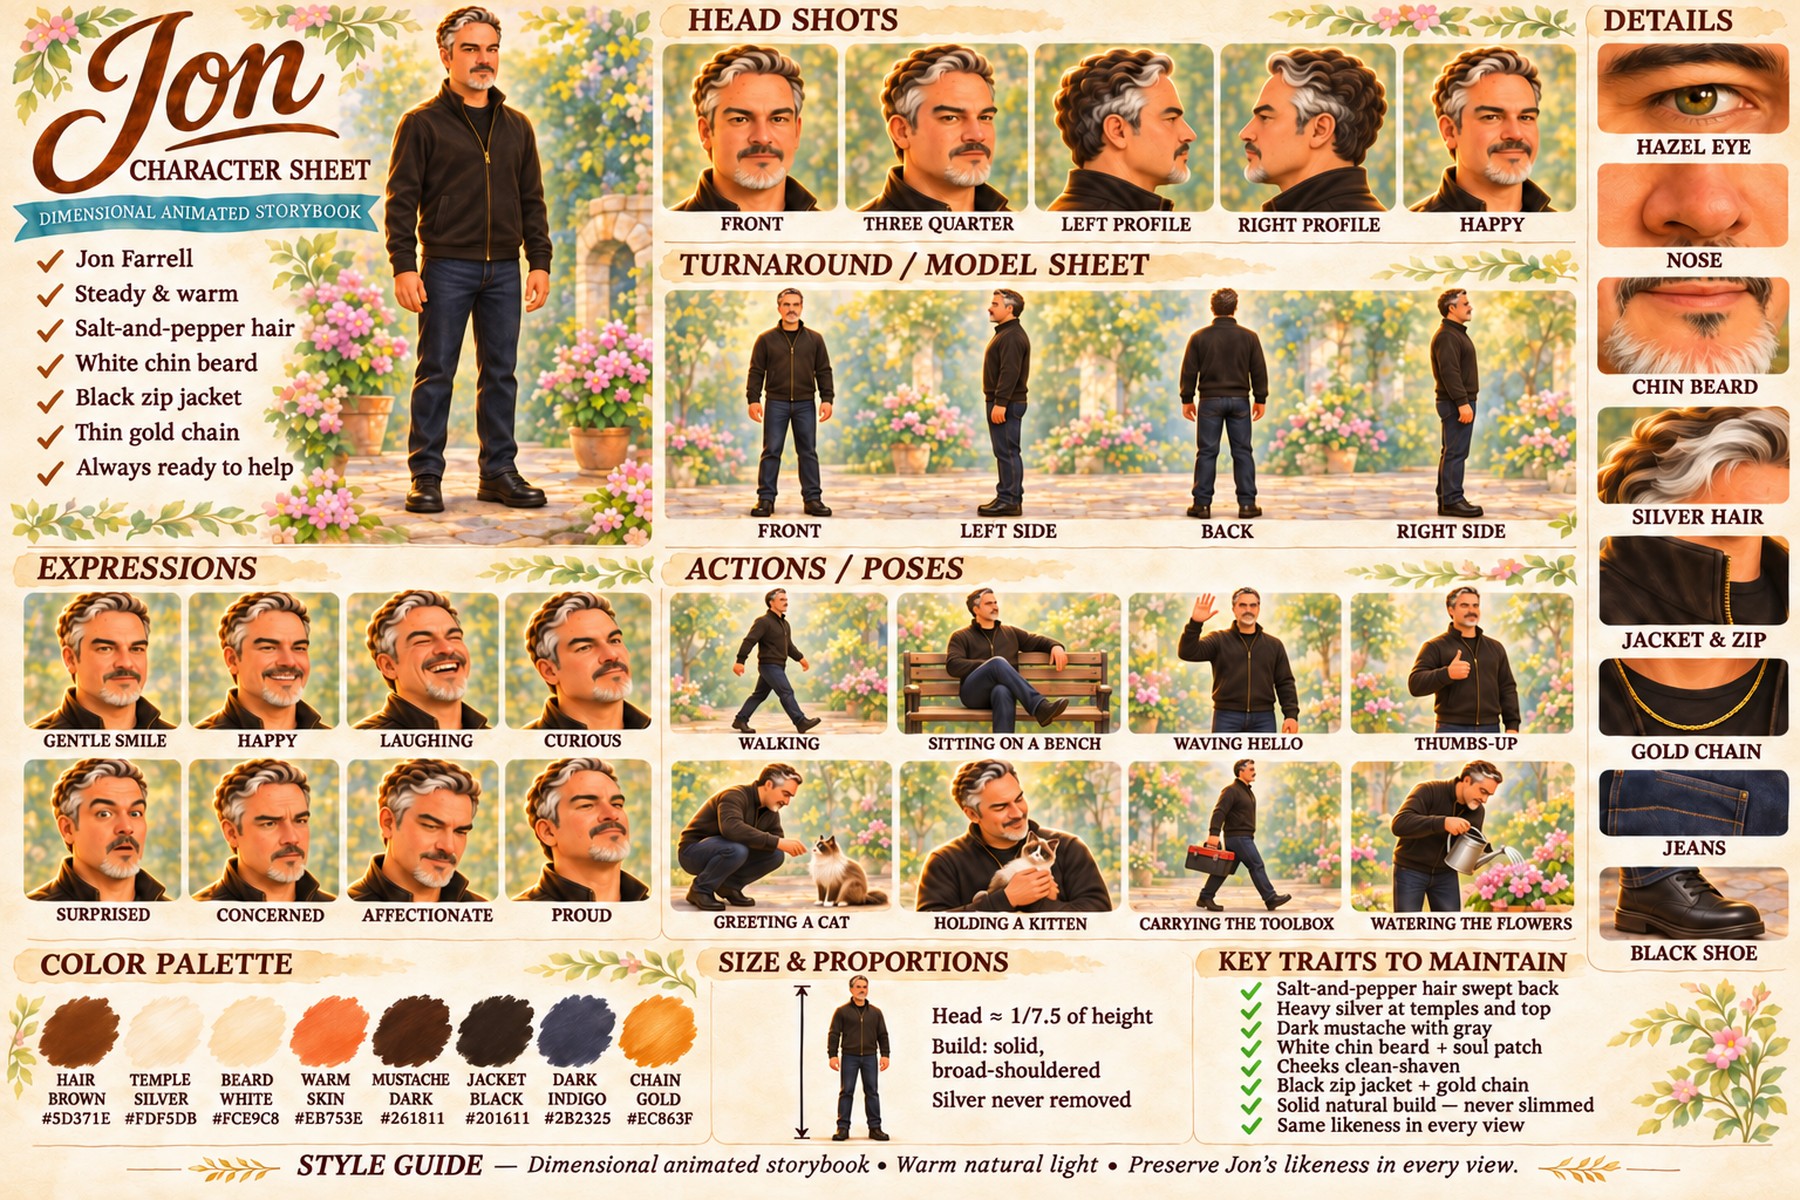 Jon
CHARACTER SHEET
DIMENSIONAL ANIMATED STORYBOOK
Jon Farrell
Steady & warm
Salt-and-pepper hair
White chin beard
Black zip jacket
Thin gold chain
Always ready to help
HEAD SHOTS
FRONT
THREE QUARTER
LEFT PROFILE
RIGHT PROFILE
HAPPY
TURNAROUND / MODEL SHEET
FRONT
LEFT SIDE
BACK
RIGHT SIDE
DETAILS
HAZEL EYE
NOSE
CHIN BEARD
SILVER HAIR
JACKET & ZIP
GOLD CHAIN
JEANS
BLACK SHOE
EXPRESSIONS
GENTLE SMILE
HAPPY
LAUGHING
CURIOUS
SURPRISED
CONCERNED
AFFECTIONATE
PROUD
ACTIONS / POSES
WALKING
SITTING ON A BENCH
WAVING HELLO
THUMBS-UP
GREETING A CAT
HOLDING A KITTEN
CARRYING THE TOOLBOX
WATERING THE FLOWERS
COLOR PALETTE
HAIR
BROWN
#5D371E
TEMPLE
SILVER
#FDF5DB
BEARD
WHITE
#FCE9C8
WARM
SKIN
#EB753E
MUSTACHE
DARK
#261811
JACKET
BLACK
#201611
DARK
INDIGO
#2B2325
CHAIN
GOLD
#EC863F
SIZE & PROPORTIONS
Head ≈ 1/7.5 of height
Build: solid,
broad-shouldered
Silver never removed
KEY TRAITS TO MAINTAIN
Salt-and-pepper hair swept back
Heavy silver at temples and top
Dark mustache with gray
White chin beard + soul patch
Cheeks clean-shaven
Black zip jacket + gold chain
Solid natural build — never slimmed
Same likeness in every view
STYLE GUIDE — Dimensional animated storybook • Warm natural light • Preserve Jon's likeness in every view.